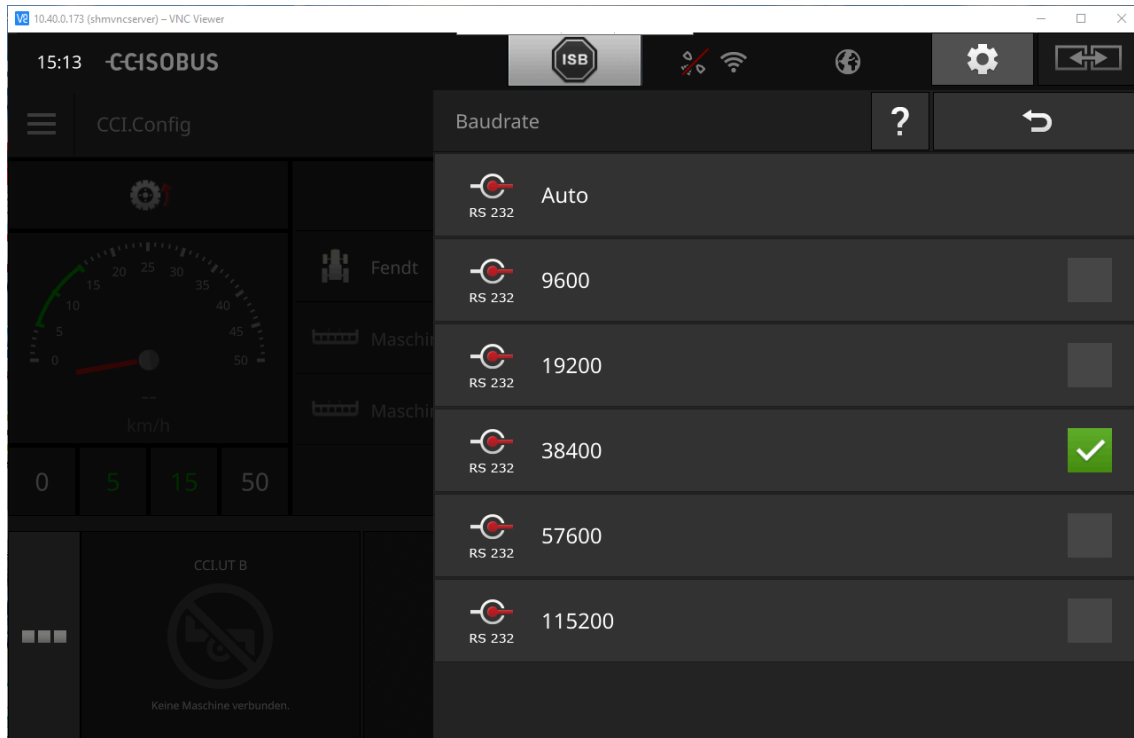 10.40.0.173 (shmvncserver) – VNC Viewer
15:13 CCISOBUS
ISB
CCI.Config
Baudrate
?
RS 232 Auto
RS 232 9600
RS 232 19200
RS 232 38400
RS 232 57600
RS 232 115200
0 5 10 15 20 25 30 35 40 45 50
--
km/h
0 5 15 50
Fendt
Maschi
Maschi
CCI.UT B
Keine Maschine verbunden.